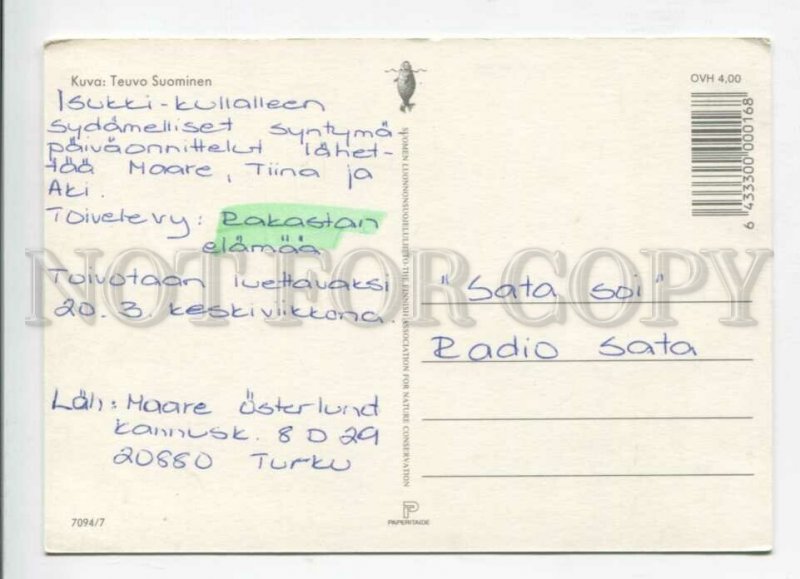 Kuva: Teuvo Suominen
Isukki-kullalleen
sydämelliset syntymä-
päiväonnittelut lähet-
tää Maare, Tiina ja
Aki.
Toivelevy: Rakastan
elämää
Toivotaan luettavaksi
20.3. keskiviikkona.
Läh: Maare Österlund
Kannusk. 8 D 29
20880 Turku
7094/7
SUOMEN LUONNONSUOJELULIITTO-THE FINNISH ASSOCIATION FOR NATURE CONSERVATION
PAPERITAIDE
OVH 4,00
6 433300 000168
"Sata soi"
Radio Sata
NOT FOR COPY